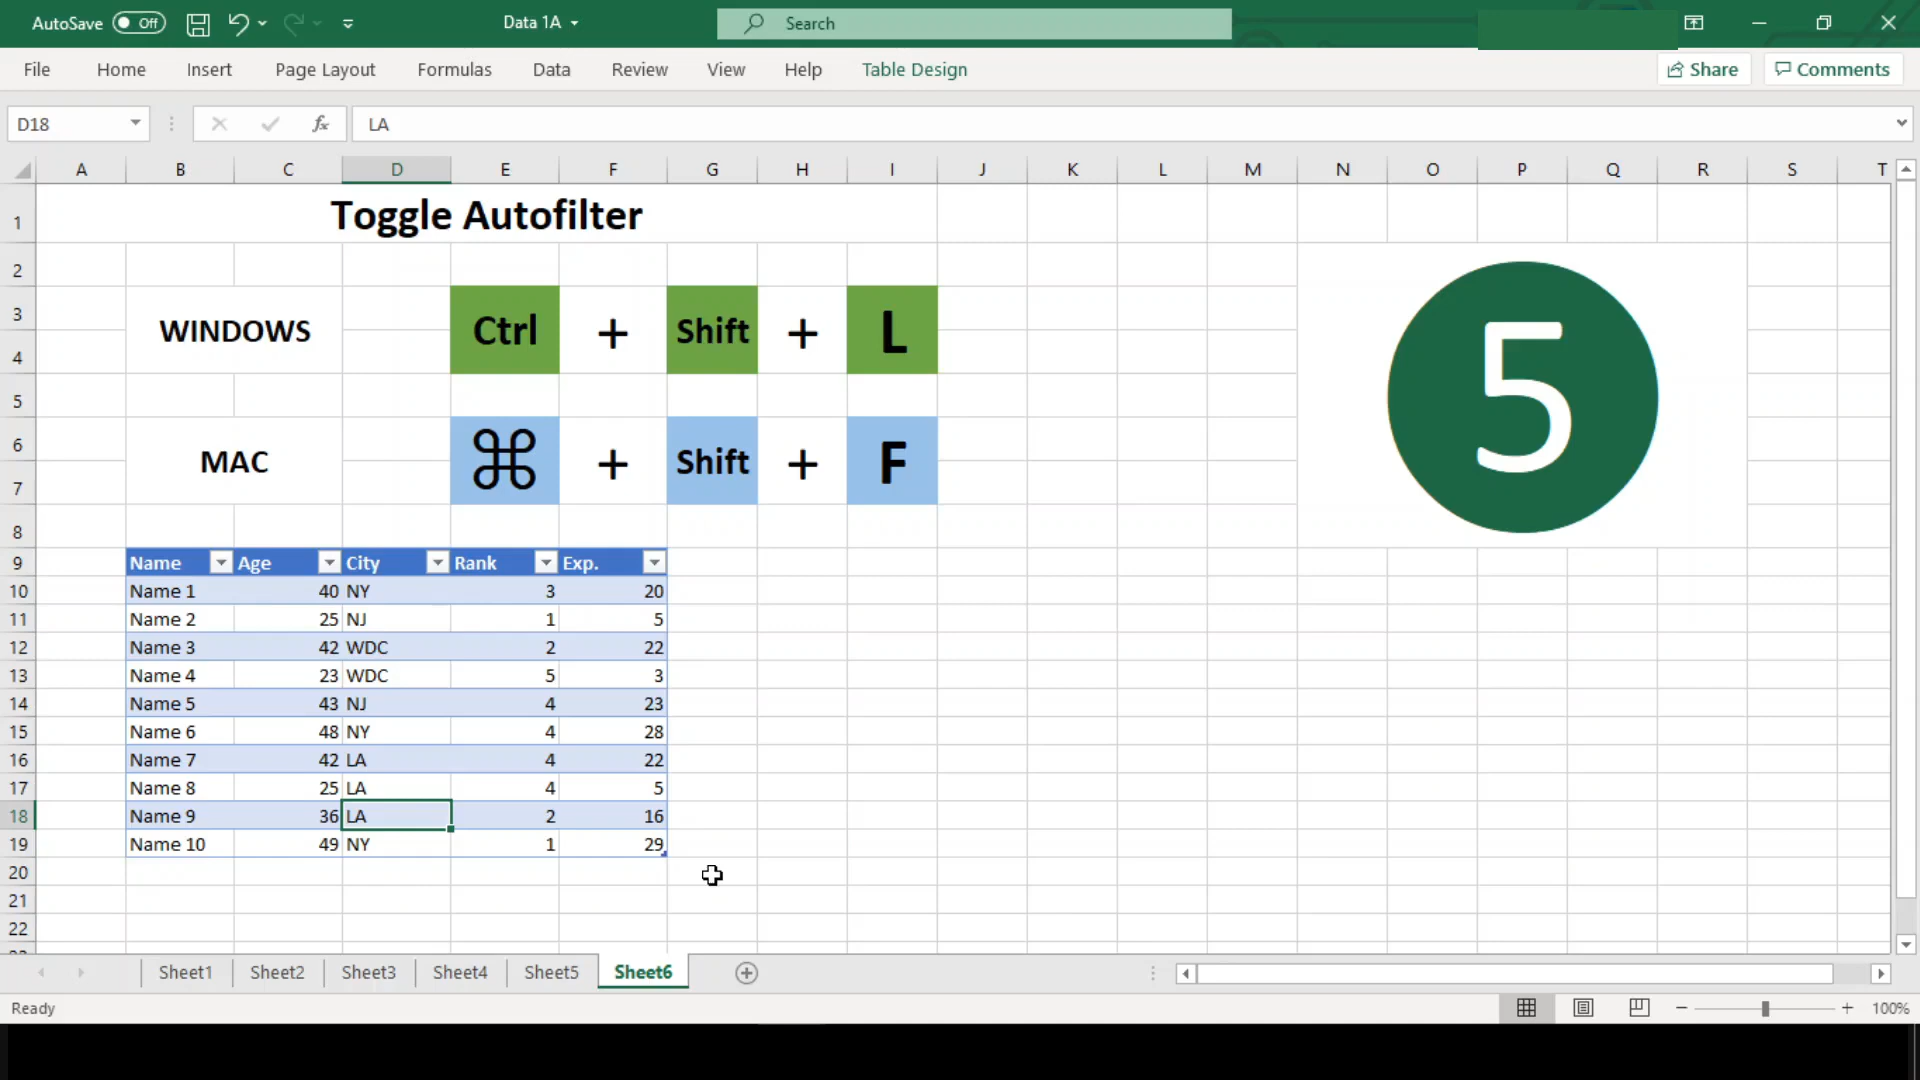 AutoSave Off Data 1A Search
File Home Insert Page Layout Formulas Data Review View Help Table Design Share Comments
D18 fx LA
A B C D E F G H I J K L M N O P Q R S T
1 Toggle Autofilter
2
3
WINDOWS Ctrl + Shift + L
4
5
5
6
MAC ⌘ + Shift + F
7
8
9 Name Age City Rank Exp.
10 Name 1 40 NY 3 20
11 Name 2 25 NJ 1 5
12 Name 3 42 WDC 2 22
13 Name 4 23 WDC 5 3
14 Name 5 43 NJ 4 23
15 Name 6 48 NY 4 28
16 Name 7 42 LA 4 22
17 Name 8 25 LA 4 5
18 Name 9 36 LA 2 16
19 Name 10 49 NY 1 29
20
21
22
Sheet1 Sheet2 Sheet3 Sheet4 Sheet5 Sheet6
Ready 100%